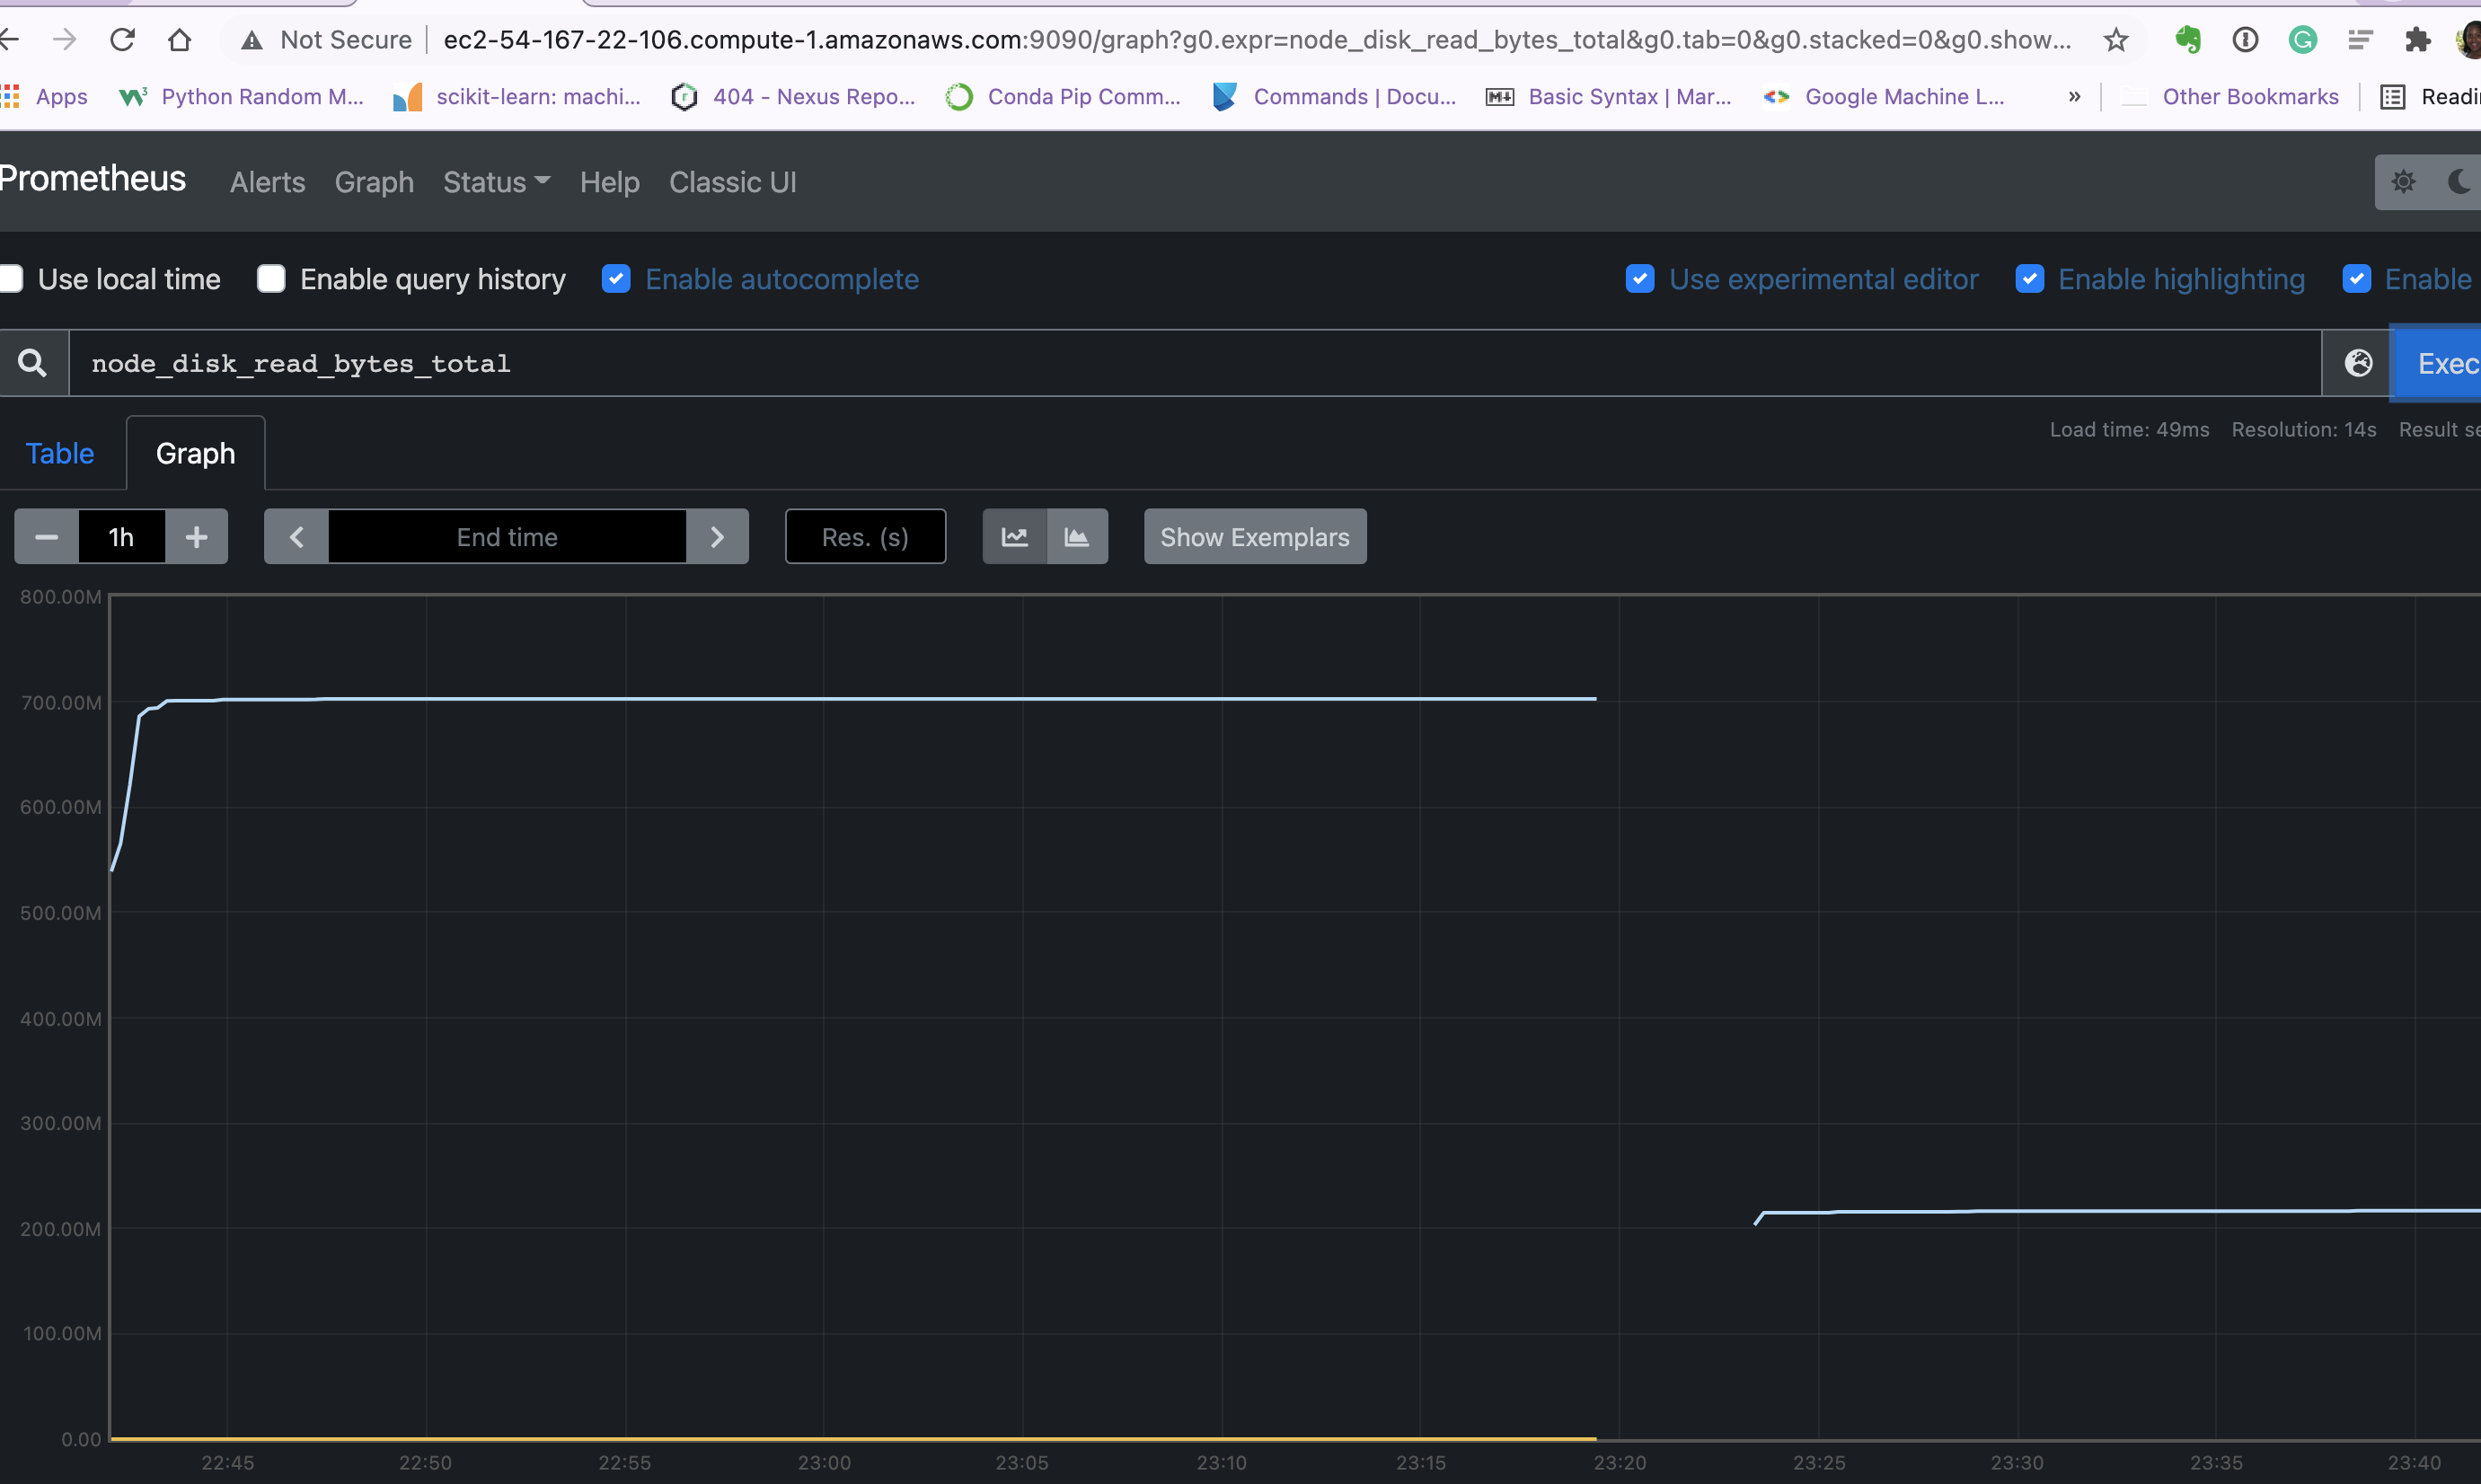 Not Secure ec2-54-167-22-106.compute-1.amazonaws.com:9090/graph?g0.expr=node_disk_read_bytes_total&g0.tab=0&g0.stacked=0&g0.show...
Apps Python Random M... scikit-learn: machi... 404 - Nexus Repo... Conda Pip Comm... Commands | Docu... Basic Syntax | Mar... Google Machine L... » Other Bookmarks Readi
Prometheus Alerts Graph Status Help Classic UI
Use local time Enable query history Enable autocomplete Use experimental editor Enable highlighting Enable
node_disk_read_bytes_total Exec
Load time: 49ms Resolution: 14s Result se
Table Graph
1h End time Res. (s) Show Exemplars
800.00M
700.00M
600.00M
500.00M
400.00M
300.00M
200.00M
100.00M
0.00
22:45 22:50 22:55 23:00 23:05 23:10 23:15 23:20 23:25 23:30 23:35 23:40